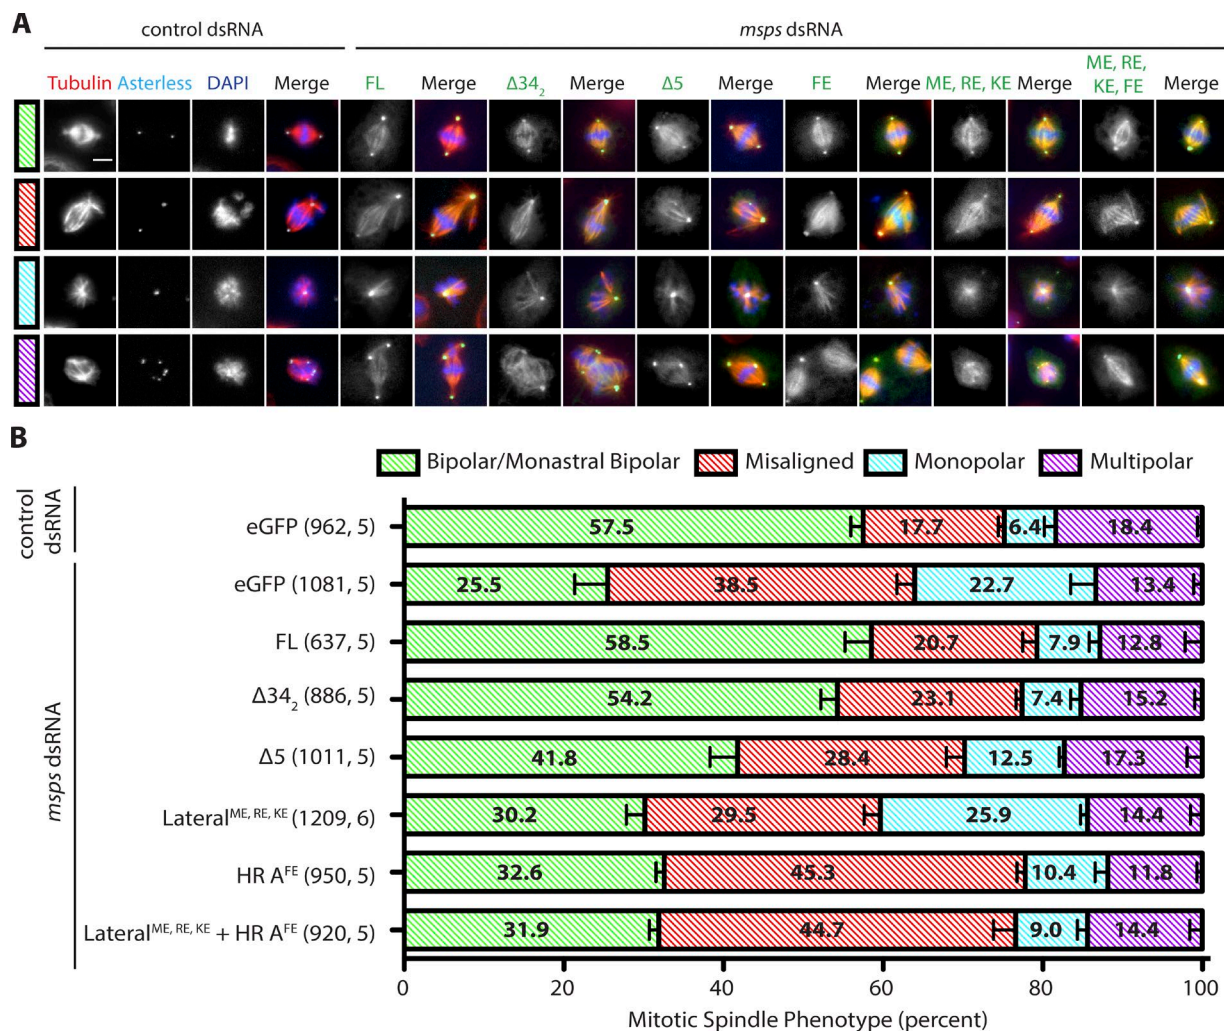 A
control dsRNA
msps dsRNA
Tubulin Asterless DAPI Merge FL Merge Δ34₂ Merge Δ5 Merge FE Merge ME, RE, KE Merge ME, RE, KE, FE Merge
B
Bipolar/Monastral Bipolar Misaligned Monopolar Multipolar
control dsRNA
eGFP (962, 5) 57.5 17.7 6.4 18.4
msps dsRNA
eGFP (1081, 5) 25.5 38.5 22.7 13.4
FL (637, 5) 58.5 20.7 7.9 12.8
Δ34₂ (886, 5) 54.2 23.1 7.4 15.2
Δ5 (1011, 5) 41.8 28.4 12.5 17.3
Lateral^ME, RE, KE (1209, 6) 30.2 29.5 25.9 14.4
HR A^FE (950, 5) 32.6 45.3 10.4 11.8
Lateral^ME, RE, KE + HR A^FE (920, 5) 31.9 44.7 9.0 14.4
0 20 40 60 80 100
Mitotic Spindle Phenotype (percent)